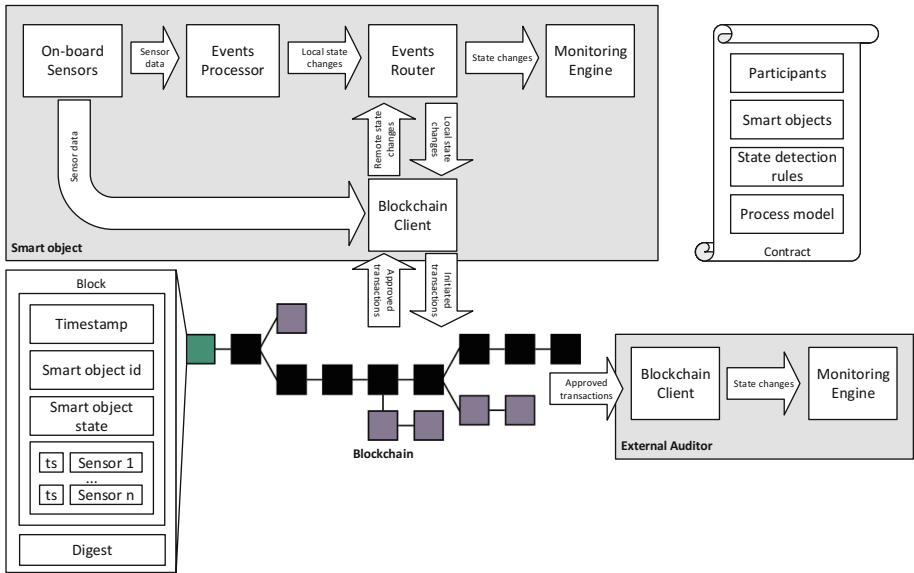 On-board
Sensors
Sensor
data
Events
Processor
Local state
changes
Events
Router
State changes
Monitoring
Engine
Sensor data
Remote state
changes
Local state
changes
Blockchain
Client
Smart object
Approved
transactions
Initiated
transactions
Participants
Smart objects
State detection
rules
Process model
Contract
Block
Timestamp
Smart object id
Smart object
state
ts Sensor 1
...
ts Sensor n
Digest
Blockchain
Approved
transactions
Blockchain
Client
State changes
Monitoring
Engine
External Auditor